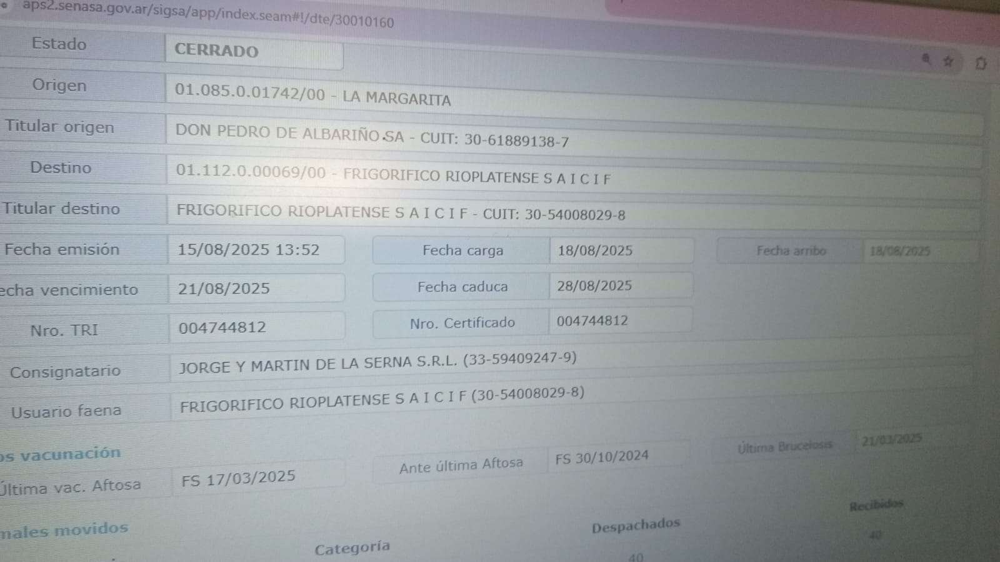 aps2.senasa.gov.ar/sigsa/app/index.seam#!/dte/30010160
Estado CERRADO
Origen 01.085.0.01742/00 - LA MARGARITA
Titular origen DON PEDRO DE ALBARIÑO SA - CUIT: 30-61889138-7
Destino 01.112.0.00069/00 - FRIGORIFICO RIOPLATENSE S A I C I F
Titular destino FRIGORIFICO RIOPLATENSE S A I C I F - CUIT: 30-54008029-8
Fecha emisión 15/08/2025 13:52 Fecha carga 18/08/2025 Fecha arribo 18/08/2025
echa vencimiento 21/08/2025 Fecha caduca 28/08/2025
Nro. TRI 004744812 Nro. Certificado 004744812
Consignatario JORGE Y MARTIN DE LA SERNA S.R.L. (33-59409247-9)
Usuario faena FRIGORIFICO RIOPLATENSE S A I C I F (30-54008029-8)
os vacunación
Última vac. Aftosa FS 17/03/2025 Ante última Aftosa FS 30/10/2024 Última Brucelosis 21/03/2025
males movidos
Categoría Despachados Recibidos
40 40